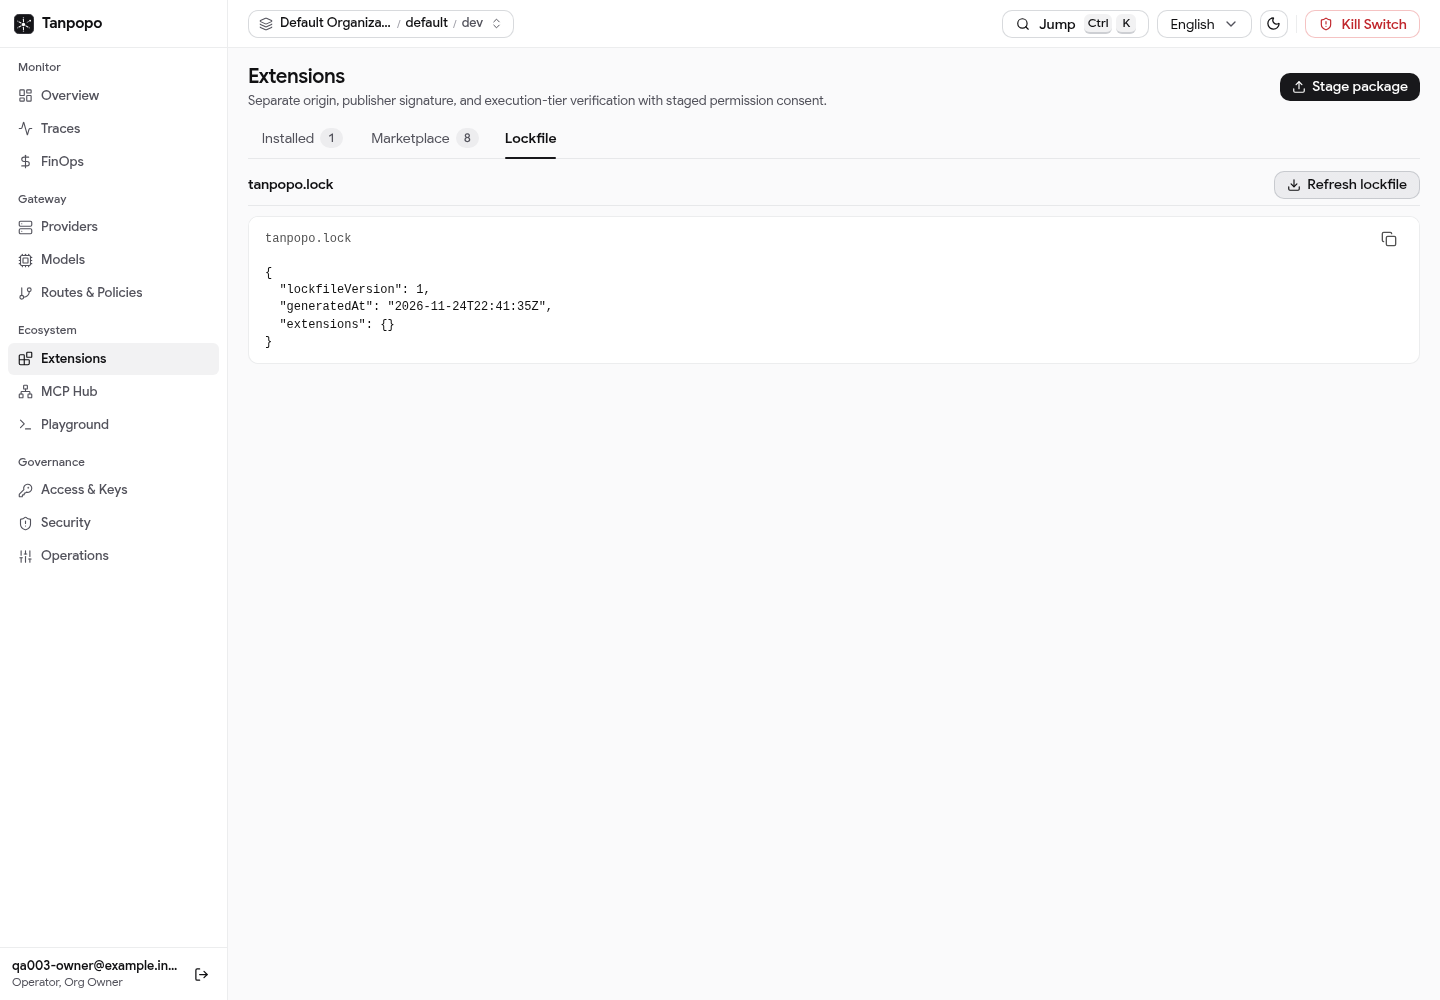 Tanpopo
Default Organiza... / default / dev
Jump Ctrl K
English
Kill Switch
Monitor
Overview
Traces
FinOps
Gateway
Providers
Models
Routes & Policies
Ecosystem
Extensions
MCP Hub
Playground
Governance
Access & Keys
Security
Operations
qa003-owner@example.in...
Operator, Org Owner
Extensions
Separate origin, publisher signature, and execution-tier verification with staged permission consent.
Stage package
Installed 1
Marketplace 8
Lockfile
tanpopo.lock
Refresh lockfile
tanpopo.lock
{
  "lockfileVersion": 1,
  "generatedAt": "2026-11-24T22:41:35Z",
  "extensions": {}
}